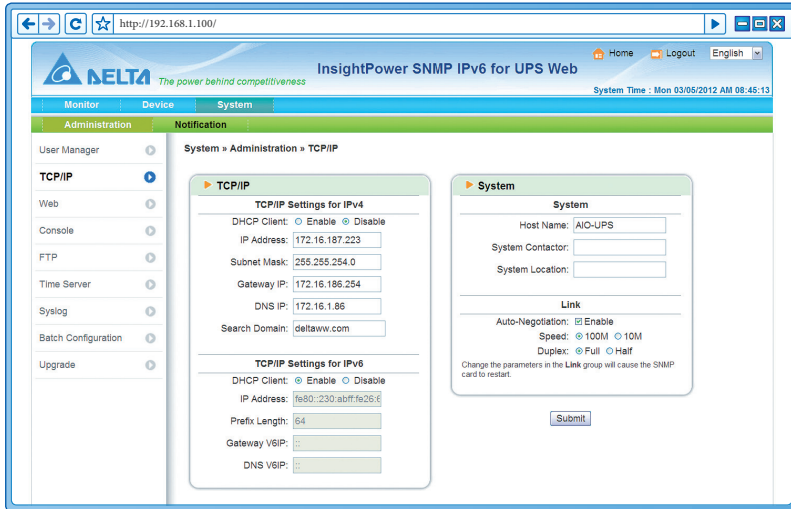 http://192.168.1.100/
DELTA The power behind competitiveness
InsightPower SNMP IPv6 for UPS Web
Home Logout English
System Time : Mon 03/05/2012 AM 08:45:13
Monitor Device System
Administration Notification
User Manager
TCP/IP
Web
Console
FTP
Time Server
Syslog
Batch Configuration
Upgrade
System » Administration » TCP/IP
TCP/IP
TCP/IP Settings for IPv4
DHCP Client: Enable Disable
IP Address: 172.16.187.223
Subnet Mask: 255.255.254.0
Gateway IP: 172.16.186.254
DNS IP: 172.16.1.86
Search Domain: deltaww.com
TCP/IP Settings for IPv6
DHCP Client: Enable Disable
IP Address: fe80::230:abff:fe26:6
Prefix Length: 64
Gateway V6IP: ::
DNS V6IP: ::
System
System
Host Name: AIO-UPS
System Contactor:
System Location:
Link
Auto-Negotiation: Enable
Speed: 100M 10M
Duplex: Full Half
Change the parameters in the Link group will cause the SNMP
card to restart.
Submit